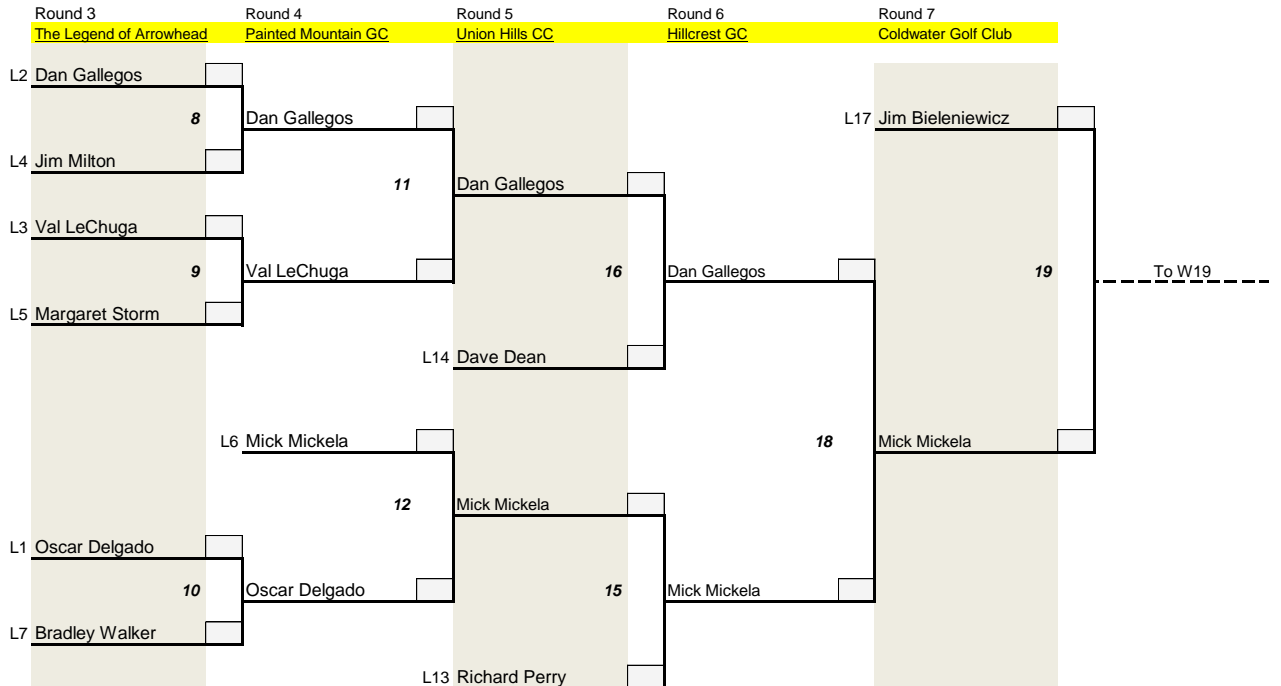 Round 3 Round 4 Round 5 Round 6 Round 7
The Legend of Arrowhead Painted Mountain GC Union Hills CC Hillcrest GC Coldwater Golf Club
L2 Dan Gallegos
8 Dan Gallegos L17 Jim Bieleniewicz
L4 Jim Milton
11 Dan Gallegos
L3 Val LeChuga
9 Val LeChuga 16 Dan Gallegos 19 To W19
L5 Margaret Storm
L14 Dave Dean
L6 Mick Mickela 18 Mick Mickela
12 Mick Mickela
L1 Oscar Delgado
10 Oscar Delgado 15 Mick Mickela
L7 Bradley Walker
L13 Richard Perry